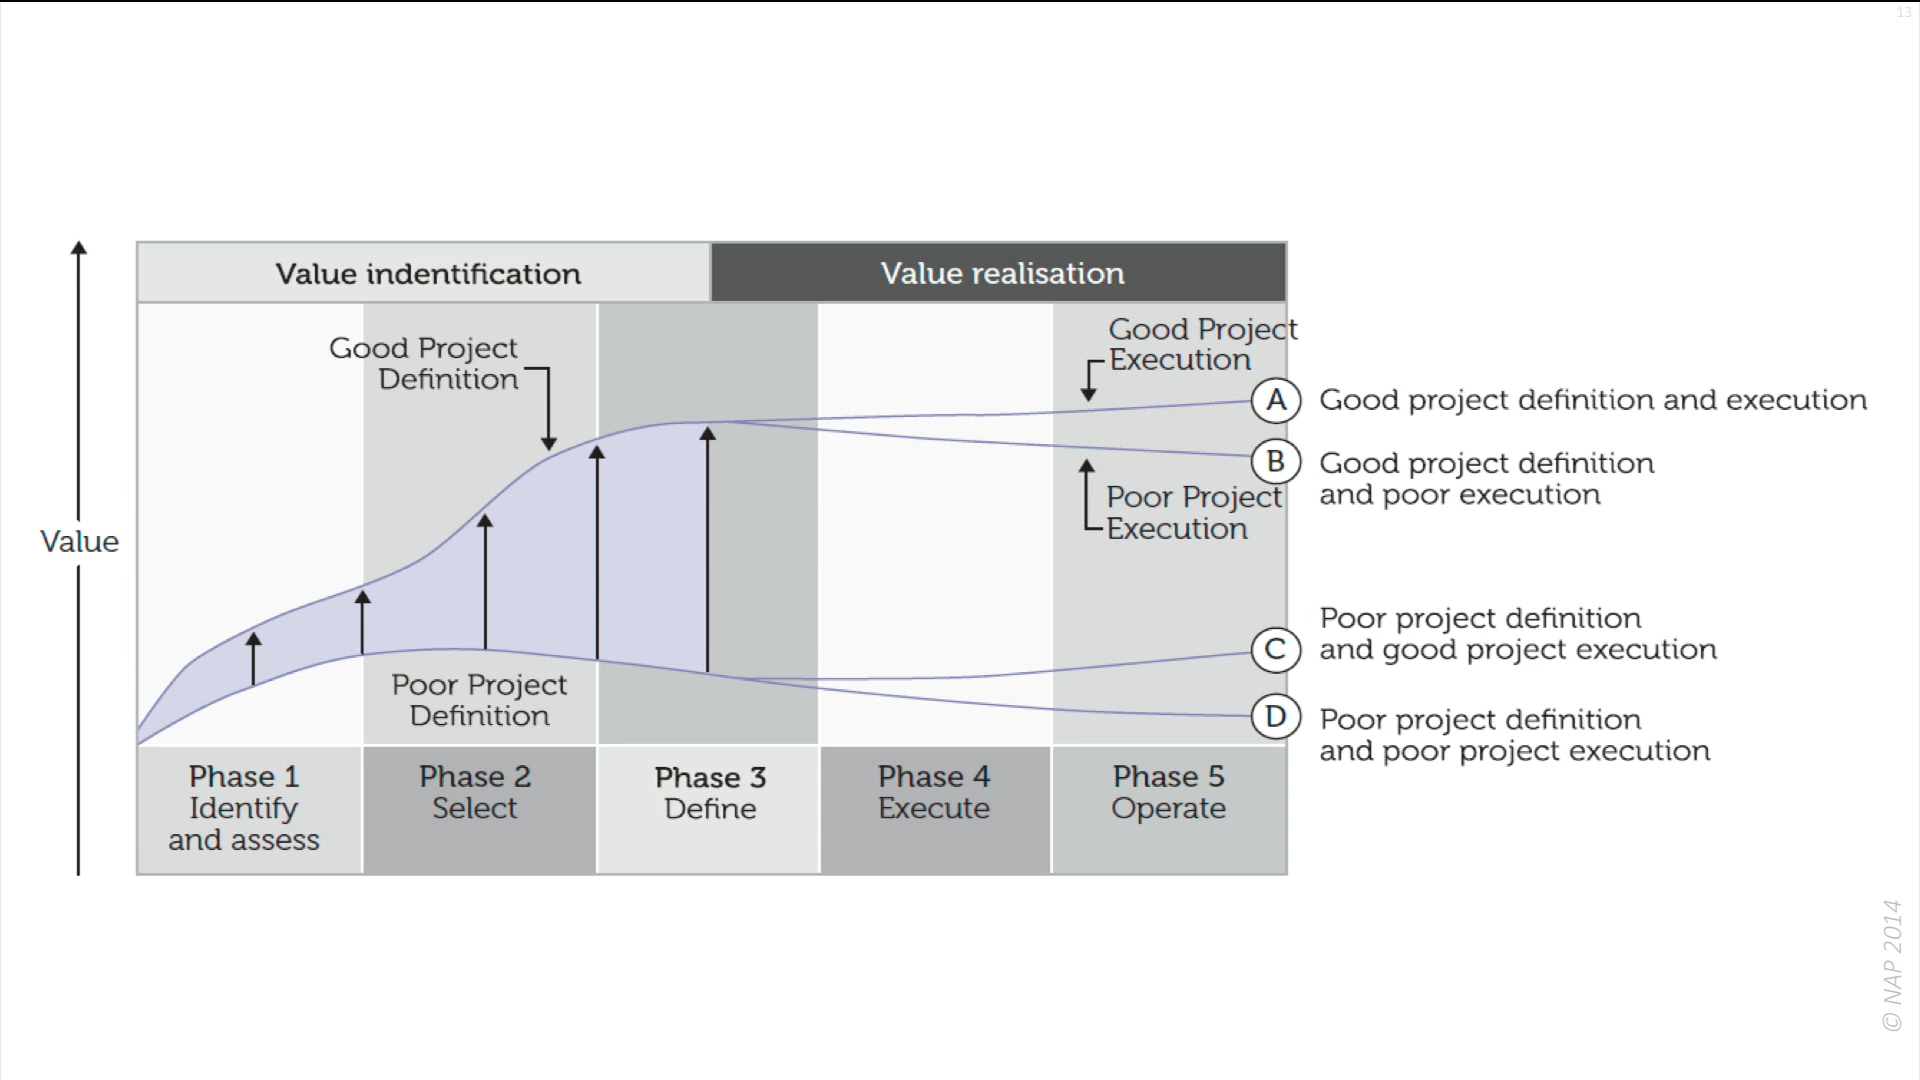 13
Value indentification
Value realisation
Good Project
Definition
Good Project
Execution
A
Good project definition and execution
B
Good project definition
and poor execution
Poor Project
Execution
Value
Poor project definition
and good project execution
C
Poor Project
Definition
D
Poor project definition
and poor project execution
Phase 1
Identify
and assess
Phase 2
Select
Phase 3
Define
Phase 4
Execute
Phase 5
Operate
© NAP 2014